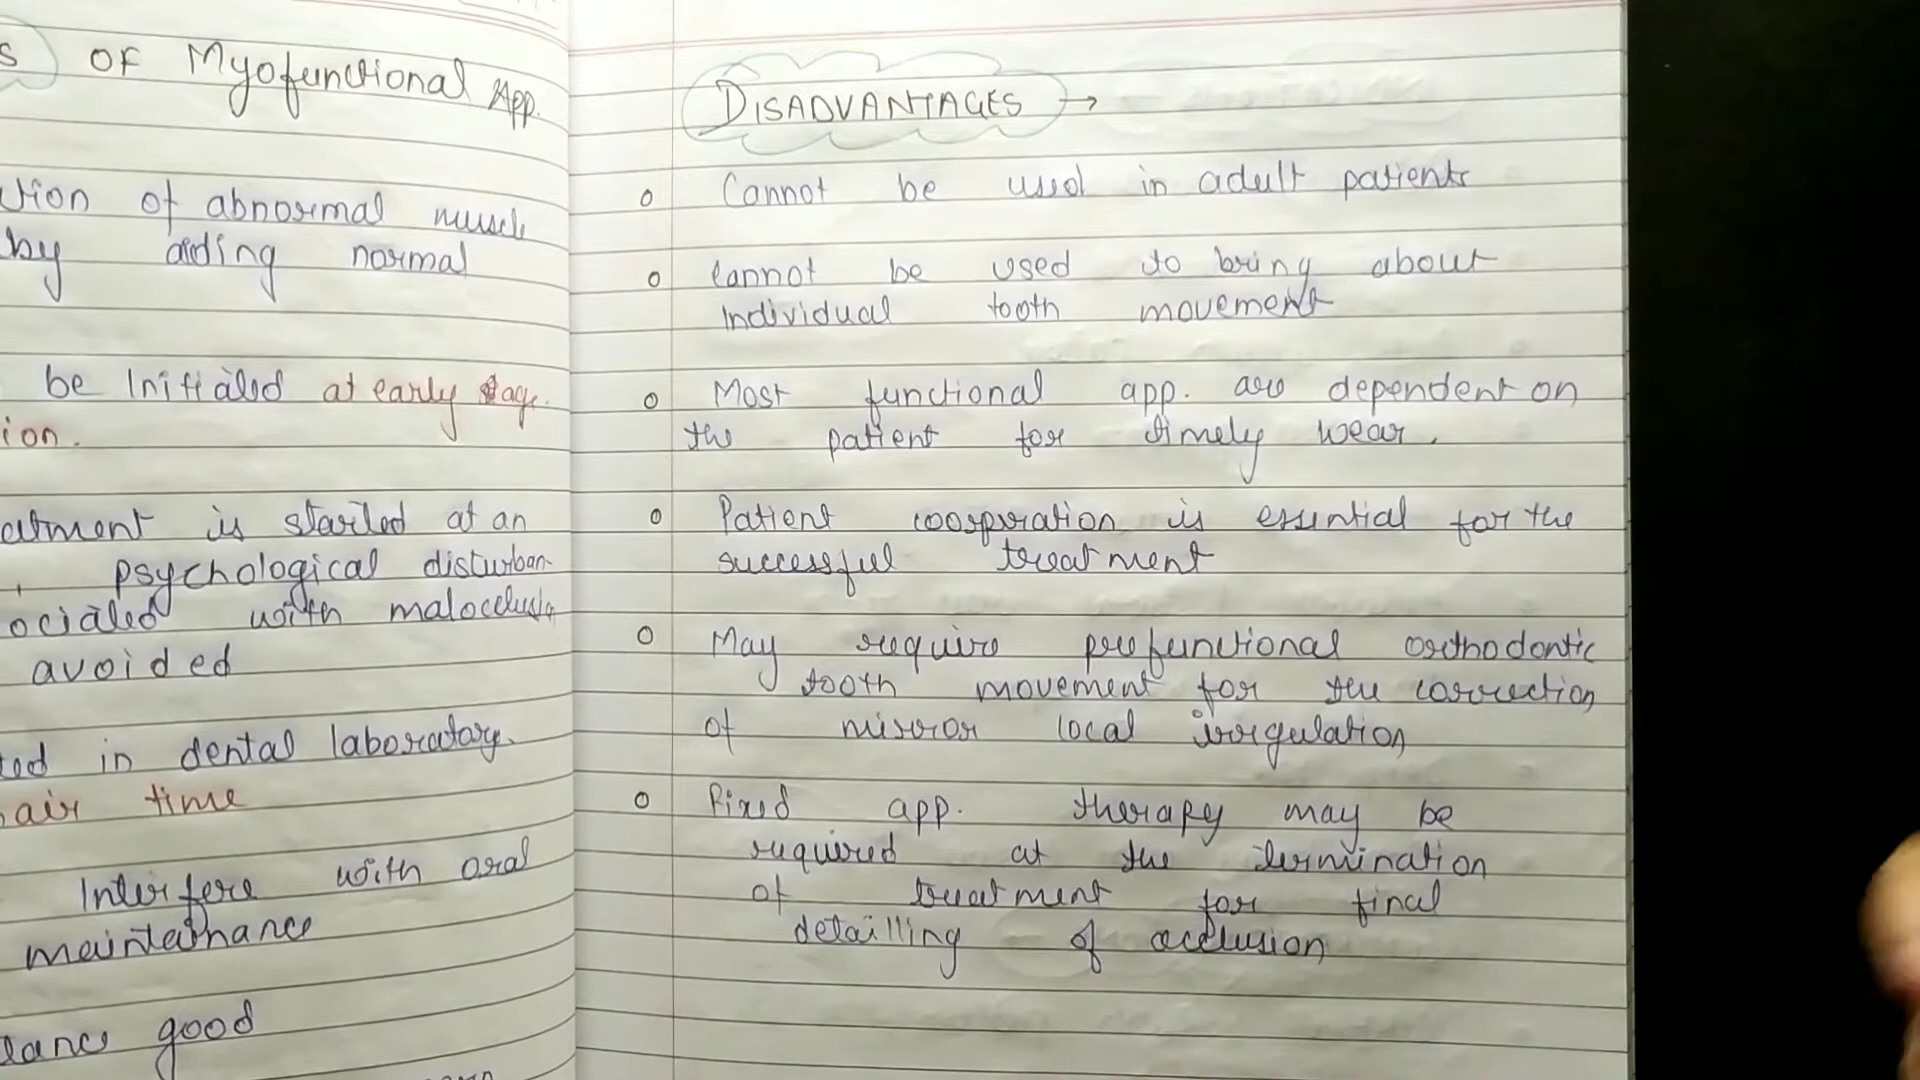 s of Myofunctional App.
tion of abnormal muscle
by aiding normal
be Initiated at early stage.
ion.
atment is started at an
psychological disturban-
ociated with malocclusion
avoided
ted in dental laboratory.
air time
Interfere with oral
maintainance
lance good
DISADVANTAGES →
o Cannot be used in adult patients
o Cannot be used to bring about
Individual tooth movement
o Most functional app. are dependent on
the patient for timely wear.
o Patient cooperation is essential for the
successful treatment
o May require prefunctional orthodontic
tooth movement for the correction
of mirror local irregulation
o Fixed app. therapy may be
required at the termination
of treatment for final
detailling of occlusion